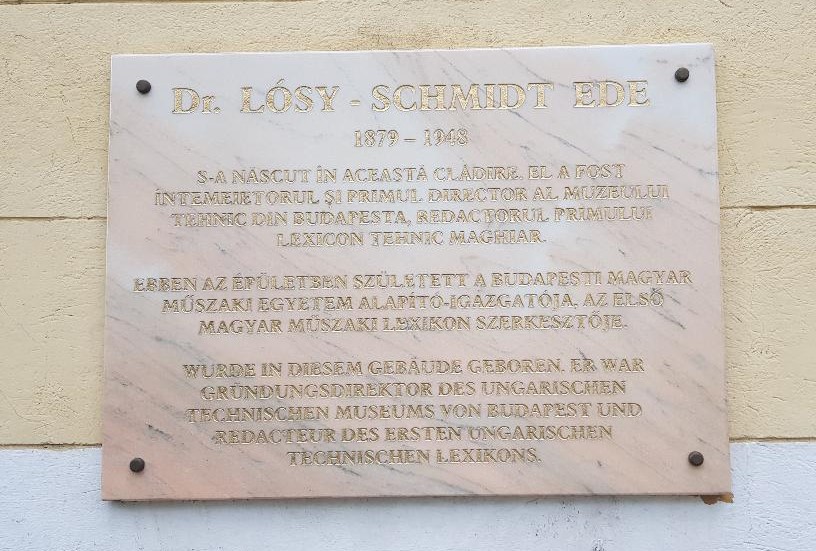 Dr. LÓSY - SCHMIDT EDE
1879 – 1948
S-A NĂSCUT ÎN ACEASTĂ CLĂDIRE. EL A FOST
ÎNTEMEIETORUL ŞI PRIMUL DIRECTOR AL MUZEULUI
TEHNIC DIN BUDAPESTA, REDACTORUL PRIMULUI
LEXICON TEHNIC MAGHIAR.
EBBEN AZ ÉPÜLETBEN SZÜLETETT A BUDAPESTI MAGYAR
MŰSZAKI EGYETEM ALAPÍTÓ-IGAZGATÓJA, AZ ELSŐ
MAGYAR MŰSZAKI LEXIKON SZERKESZTŐJE.
WURDE IN DIESEM GEBÄUDE GEBOREN. ER WAR
GRÜNDUNGSDIREKTOR DES UNGARISCHEN
TECHNISCHEN MUSEUMS VON BUDAPEST UND
REDACTEUR DES ERSTEN UNGARISCHEN
TECHNISCHEN LEXIKONS.